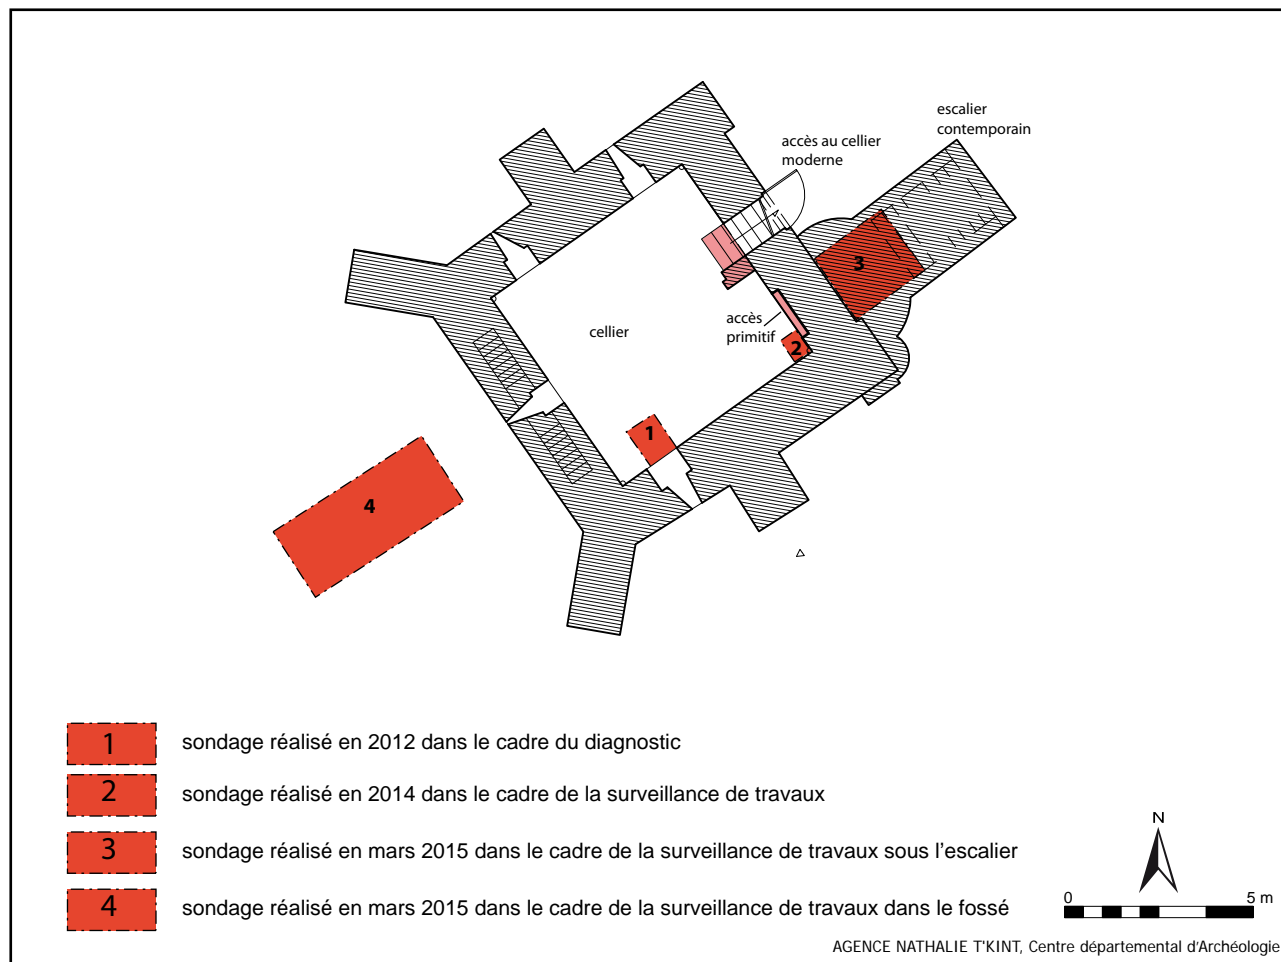 escalier
contemporain
accès au cellier
moderne
3
accès
primitif
cellier
2
1
4
1 sondage réalisé en 2012 dans le cadre du diagnostic
2 sondage réalisé en 2014 dans le cadre de la surveillance de travaux
3 sondage réalisé en mars 2015 dans le cadre de la surveillance de travaux sous l'escalier
4 sondage réalisé en mars 2015 dans le cadre de la surveillance de travaux dans le fossé
N
0 5 m
AGENCE NATHALIE T'KINT, Centre départemental d'Archéologie